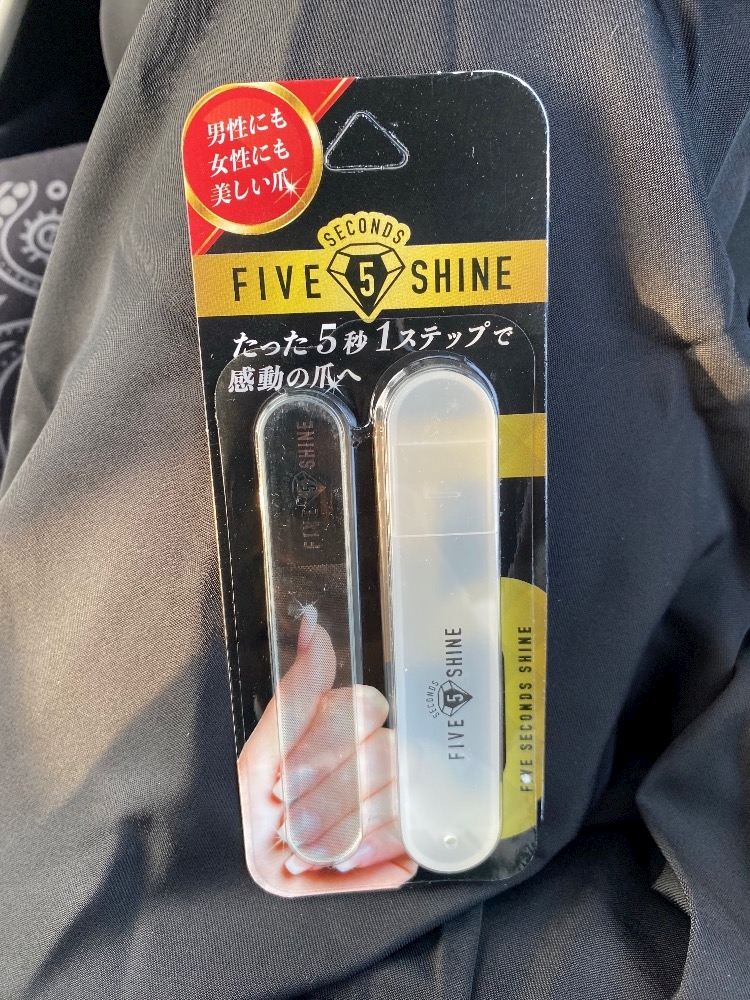 男性にも
女性にも
美しい爪
SECONDS
FIVE 5 SHINE
たった5秒1ステップで
感動の爪へ
FIVE 5 SHINE
SECONDS
FIVE 5 SHINE
FIVE SECONDS SHINE